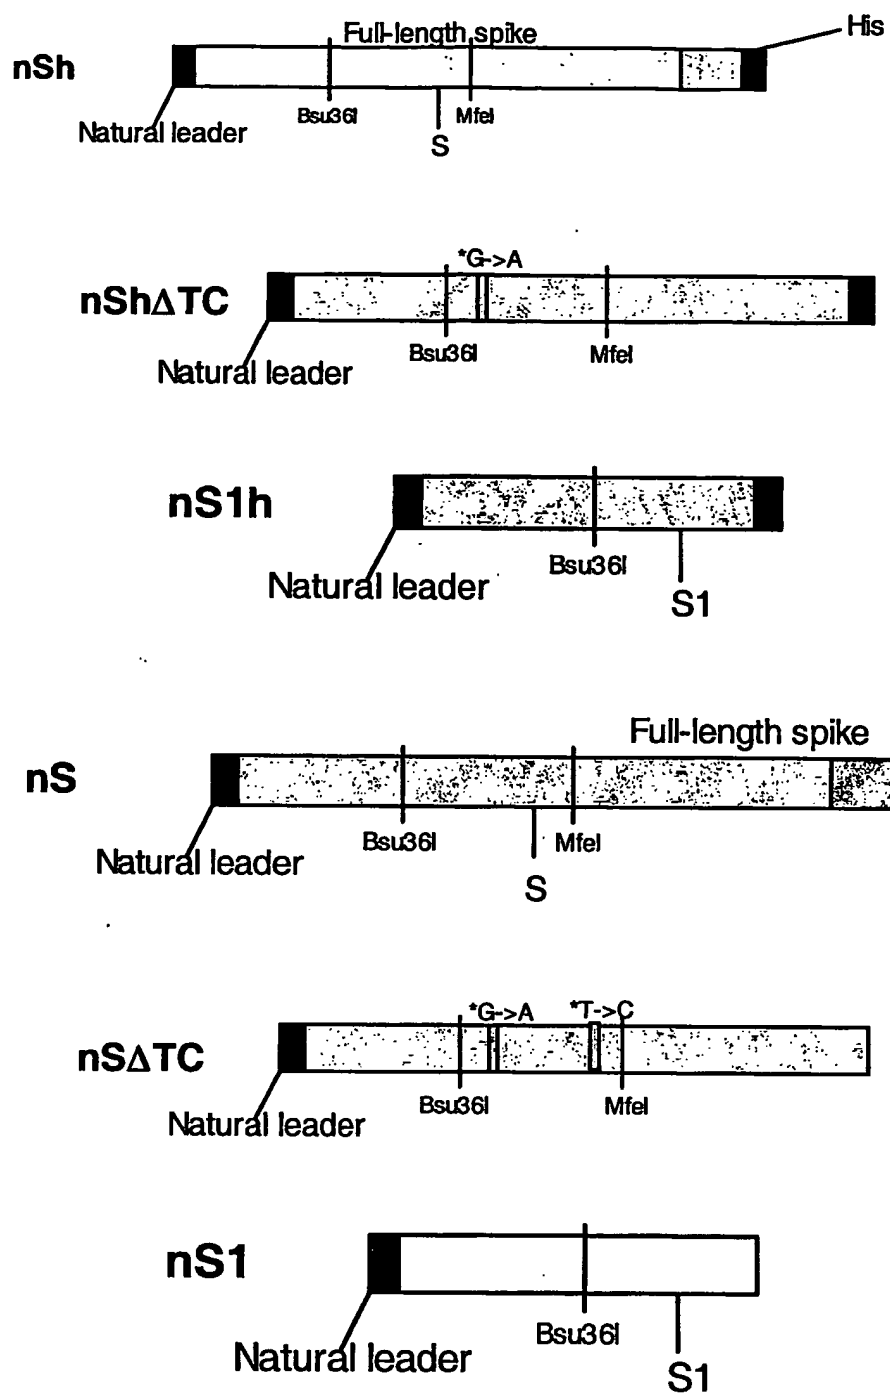 Full-length spike
His
nSh
Natural leader
Bsu36I
S
MfeI
*G->A
nShΔTC
Bsu36I
MfeI
Natural leader
nS1h
Bsu36I
Natural leader
S1
Full-length spike
nS
Bsu36I
MfeI
Natural leader
S
*G->A
*T->C
nSΔTC
Bsu36I
MfeI
Natural leader
nS1
Bsu36I
Natural leader
S1